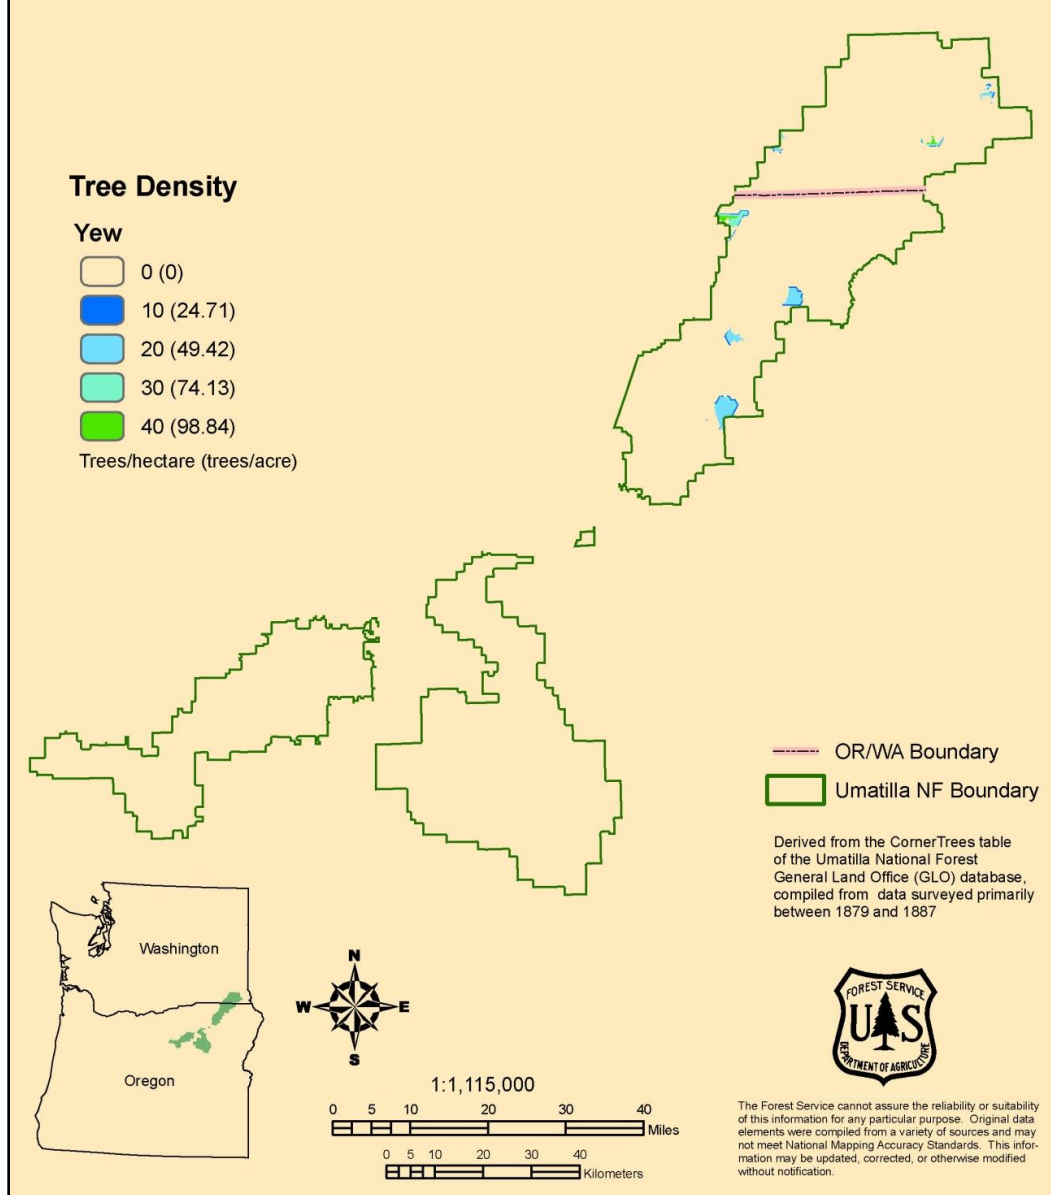 Tree Density
Yew
0 (0)
10 (24.71)
20 (49.42)
30 (74.13)
40 (98.84)
Trees/hectare (trees/acre)
OR/WA Boundary
Umatilla NF Boundary
Derived from the CornerTrees table
of the Umatilla National Forest
General Land Office (GLO) database,
compiled from data surveyed primarily
between 1879 and 1887
Washington
Oregon
N
W E
S
1:1,115,000
0 5 10 20 30 40
Miles
0 5 10 20 30 40
Kilometers
FOREST SERVICE
U S
DEPARTMENT OF AGRICULTURE
The Forest Service cannot assure the reliability or suitability
of this information for any particular purpose. Original data
elements were compiled from a variety of sources and may
not meet National Mapping Accuracy Standards. This infor-
mation may be updated, corrected, or otherwise modified
without notification.